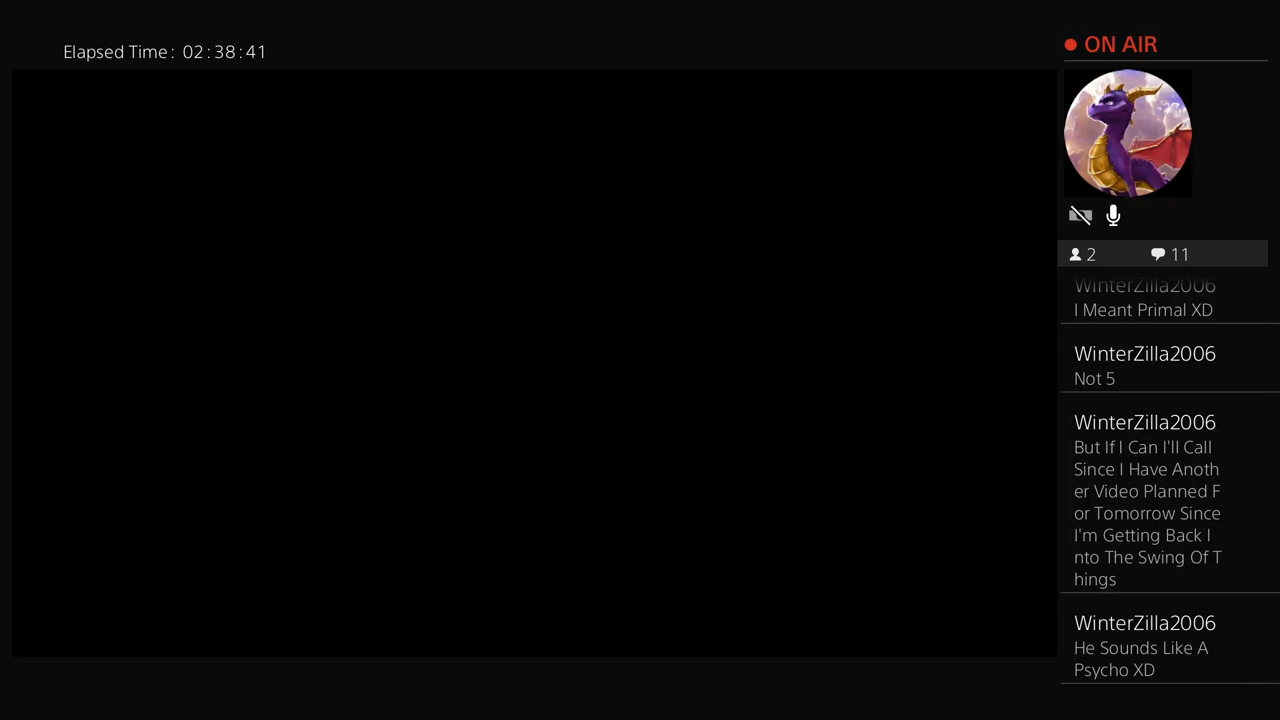 Elapsed Time: 02:38:41
ON AIR
2
11
WinterZilla2006
I Meant Primal XD
WinterZilla2006
Not 5
WinterZilla2006
But If I Can I'll Call
Since I Have Anoth
er Video Planned F
or Tomorrow Since
I'm Getting Back I
nto The Swing Of T
hings
WinterZilla2006
He Sounds Like A
Psycho XD